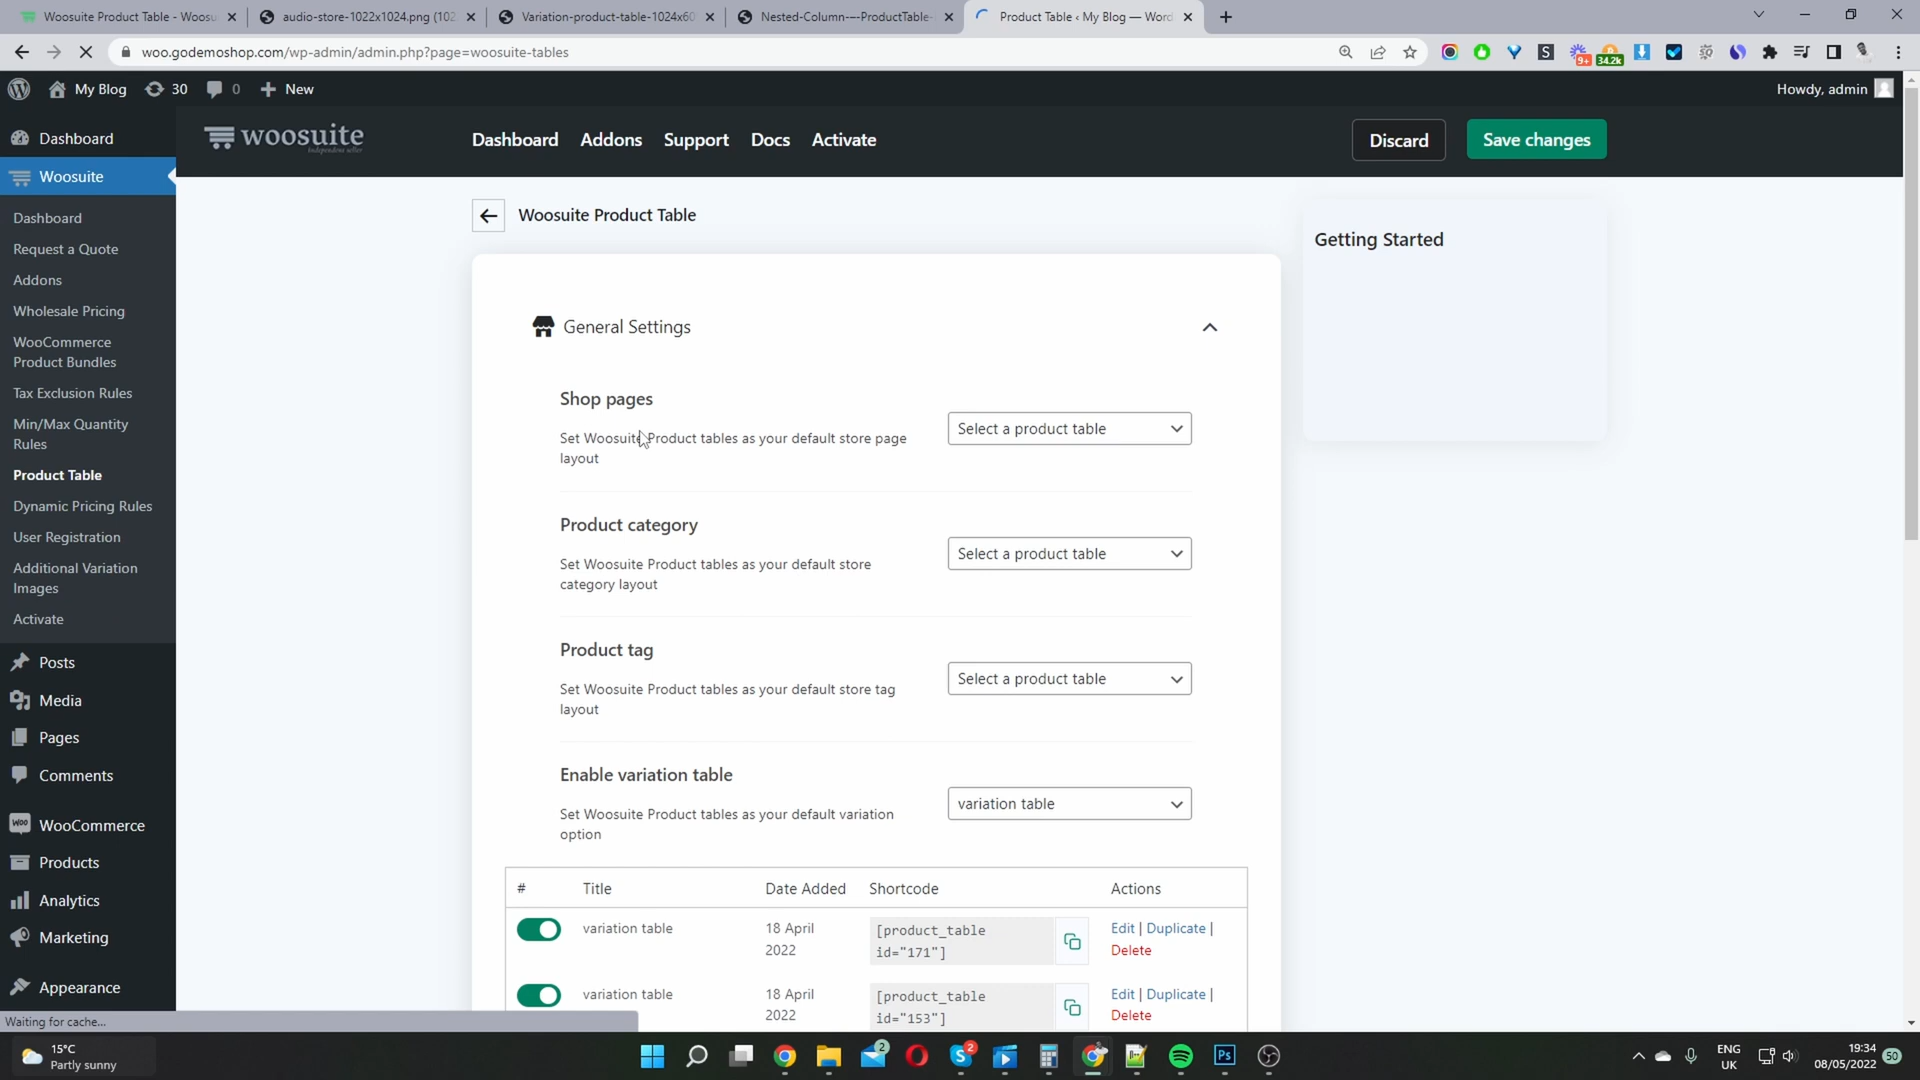 Woosuite Product Table - Woosu
audio-store-1022x1024.png (102
Variation-product-table-1024x60
Nested-Column-–-ProductTable-
Product Table ‹ My Blog — Word
woo.godemoshop.com/wp-admin/admin.php?page=woosuite-tables
9+
34.2k
My Blog
30
0
New
Howdy, admin
Dashboard
Woosuite
Dashboard
Request a Quote
Addons
Wholesale Pricing
WooCommerce
Product Bundles
Tax Exclusion Rules
Min/Max Quantity
Rules
Product Table
Dynamic Pricing Rules
User Registration
Additional Variation
Images
Activate
Posts
Media
Pages
Comments
WooCommerce
Products
Analytics
Marketing
Appearance
Waiting for cache...
woosuite
Independent seller
Dashboard
Addons
Support
Docs
Activate
Discard
Save changes
Woosuite Product Table
Getting Started
General Settings
Shop pages
Set Woosuite Product tables as your default store page
layout
Select a product table
Product category
Set Woosuite Product tables as your default store
category layout
Select a product table
Product tag
Set Woosuite Product tables as your default store tag
layout
Select a product table
Enable variation table
Set Woosuite Product tables as your default variation
option
variation table
# Title Date Added Shortcode Actions
variation table
18 April
2022
[product_table
id="171"]
Edit | Duplicate |
Delete
variation table
18 April
2022
[product_table
id="153"]
Edit | Duplicate |
Delete
15°C
Partly sunny
2
2
Ps
ENG
UK
19:34
08/05/2022
50